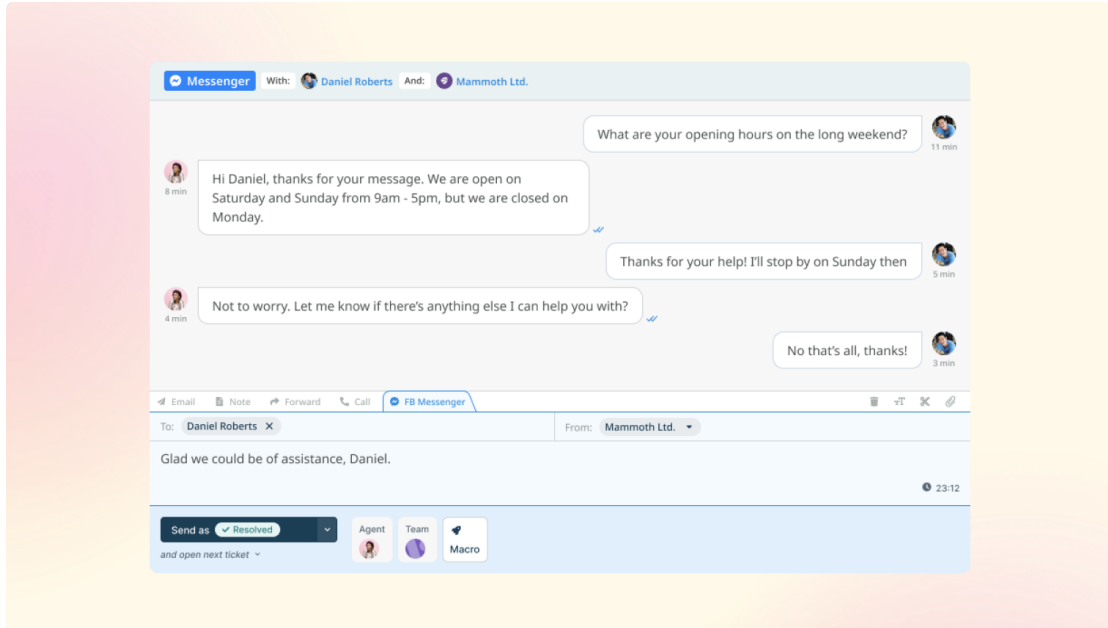 Messenger With: Daniel Roberts And: Mammoth Ltd.
What are your opening hours on the long weekend?
11 min
8 min
Hi Daniel, thanks for your message. We are open on
Saturday and Sunday from 9am - 5pm, but we are closed on
Monday.
Thanks for your help! I'll stop by on Sunday then
5 min
4 min
Not to worry. Let me know if there's anything else I can help you with?
No that's all, thanks!
3 min
Email Note Forward Call FB Messenger
To: Daniel Roberts From: Mammoth Ltd.
Glad we could be of assistance, Daniel.
23:12
Send as Resolved
and open next ticket
Agent Team Macro